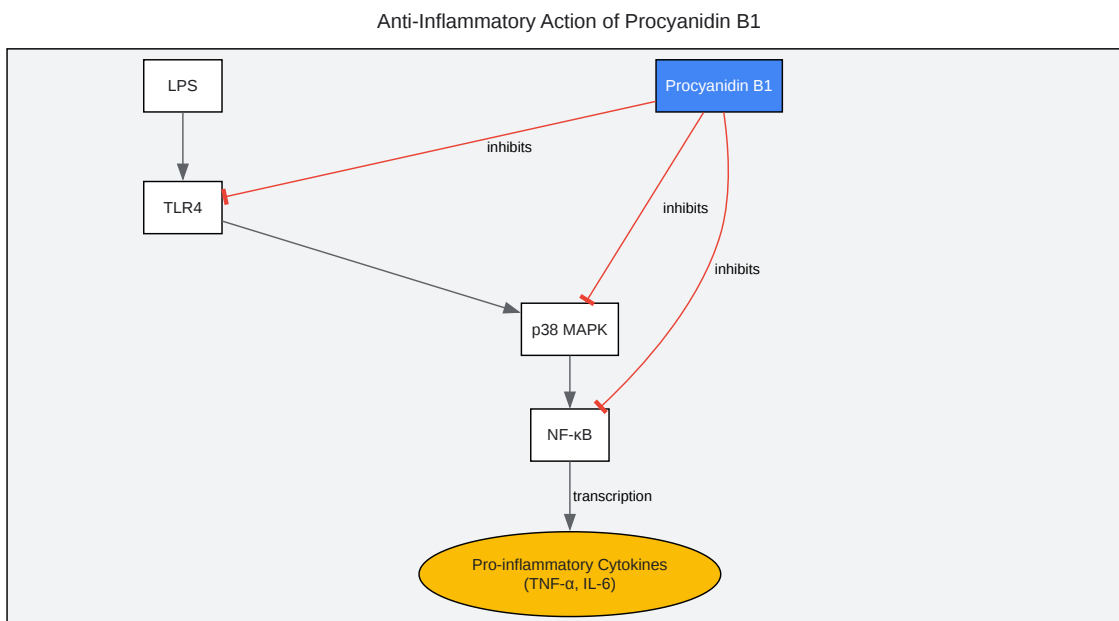 Anti-Inflammatory Action of Procyanidin B1
LPS
Procyanidin B1
inhibits
TLR4
inhibits
inhibits
p38 MAPK
NF-κB
transcription
Pro-inflammatory Cytokines
(TNF-α, IL-6)